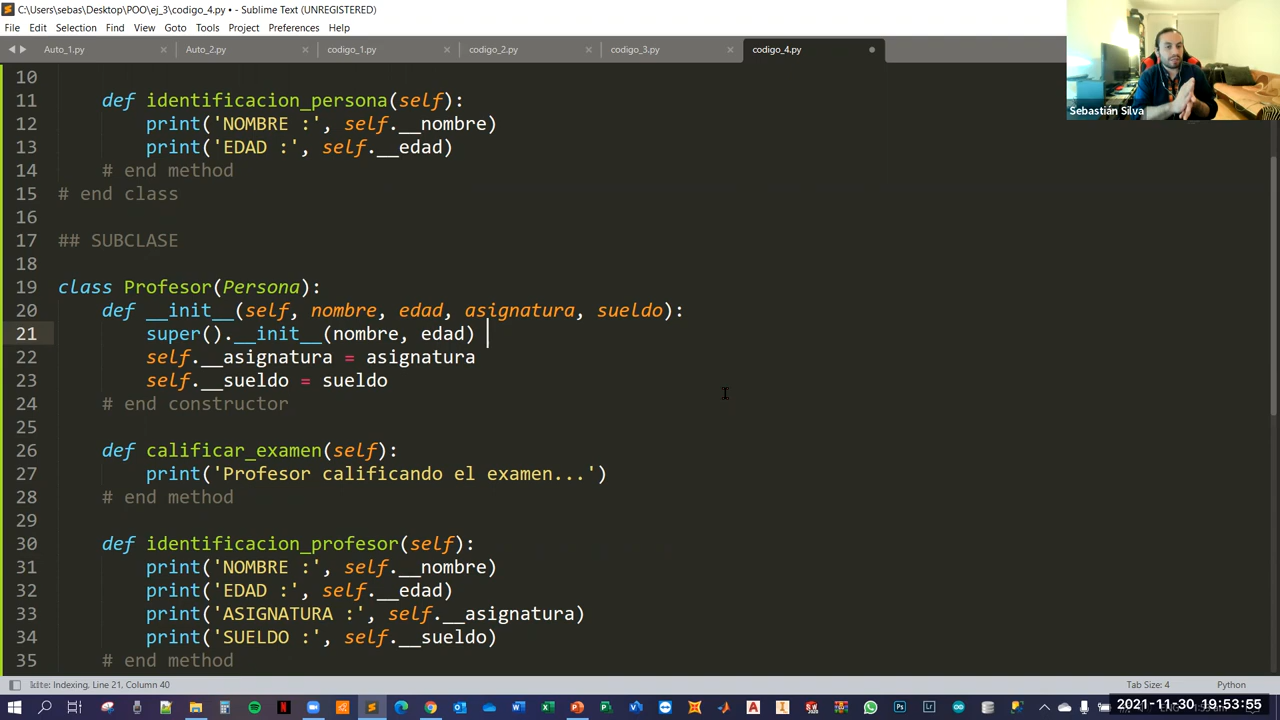 C:\Users\sebas\Desktop\POO\ej_3\codigo_4.py • - Sublime Text (UNREGISTERED)
File Edit Selection Find View Goto Tools Project Preferences Help
Auto_1.py Auto_2.py codigo_1.py codigo_2.py codigo_3.py codigo_4.py
Sebastián Silva
10
11 def identificacion_persona(self):
12 print('NOMBRE :', self.__nombre)
13 print('EDAD :', self.__edad)
14 # end method
15 # end class
16
17 ## SUBCLASE
18
19 class Profesor(Persona):
20 def __init__(self, nombre, edad, asignatura, sueldo):
21 super().__init__(nombre, edad)
22 self.__asignatura = asignatura
23 self.__sueldo = sueldo
24 # end constructor
25
26 def calificar_examen(self):
27 print('Profesor calificando el examen...')
28 # end method
29
30 def identificacion_profesor(self):
31 print('NOMBRE :', self.__nombre)
32 print('EDAD :', self.__edad)
33 print('ASIGNATURA :', self.__asignatura)
34 print('SUELDO :', self.__sueldo)
35 # end method
Indexing, Line 21, Column 40 Tab Size: 4 Python
2021-11-30 19:53:55